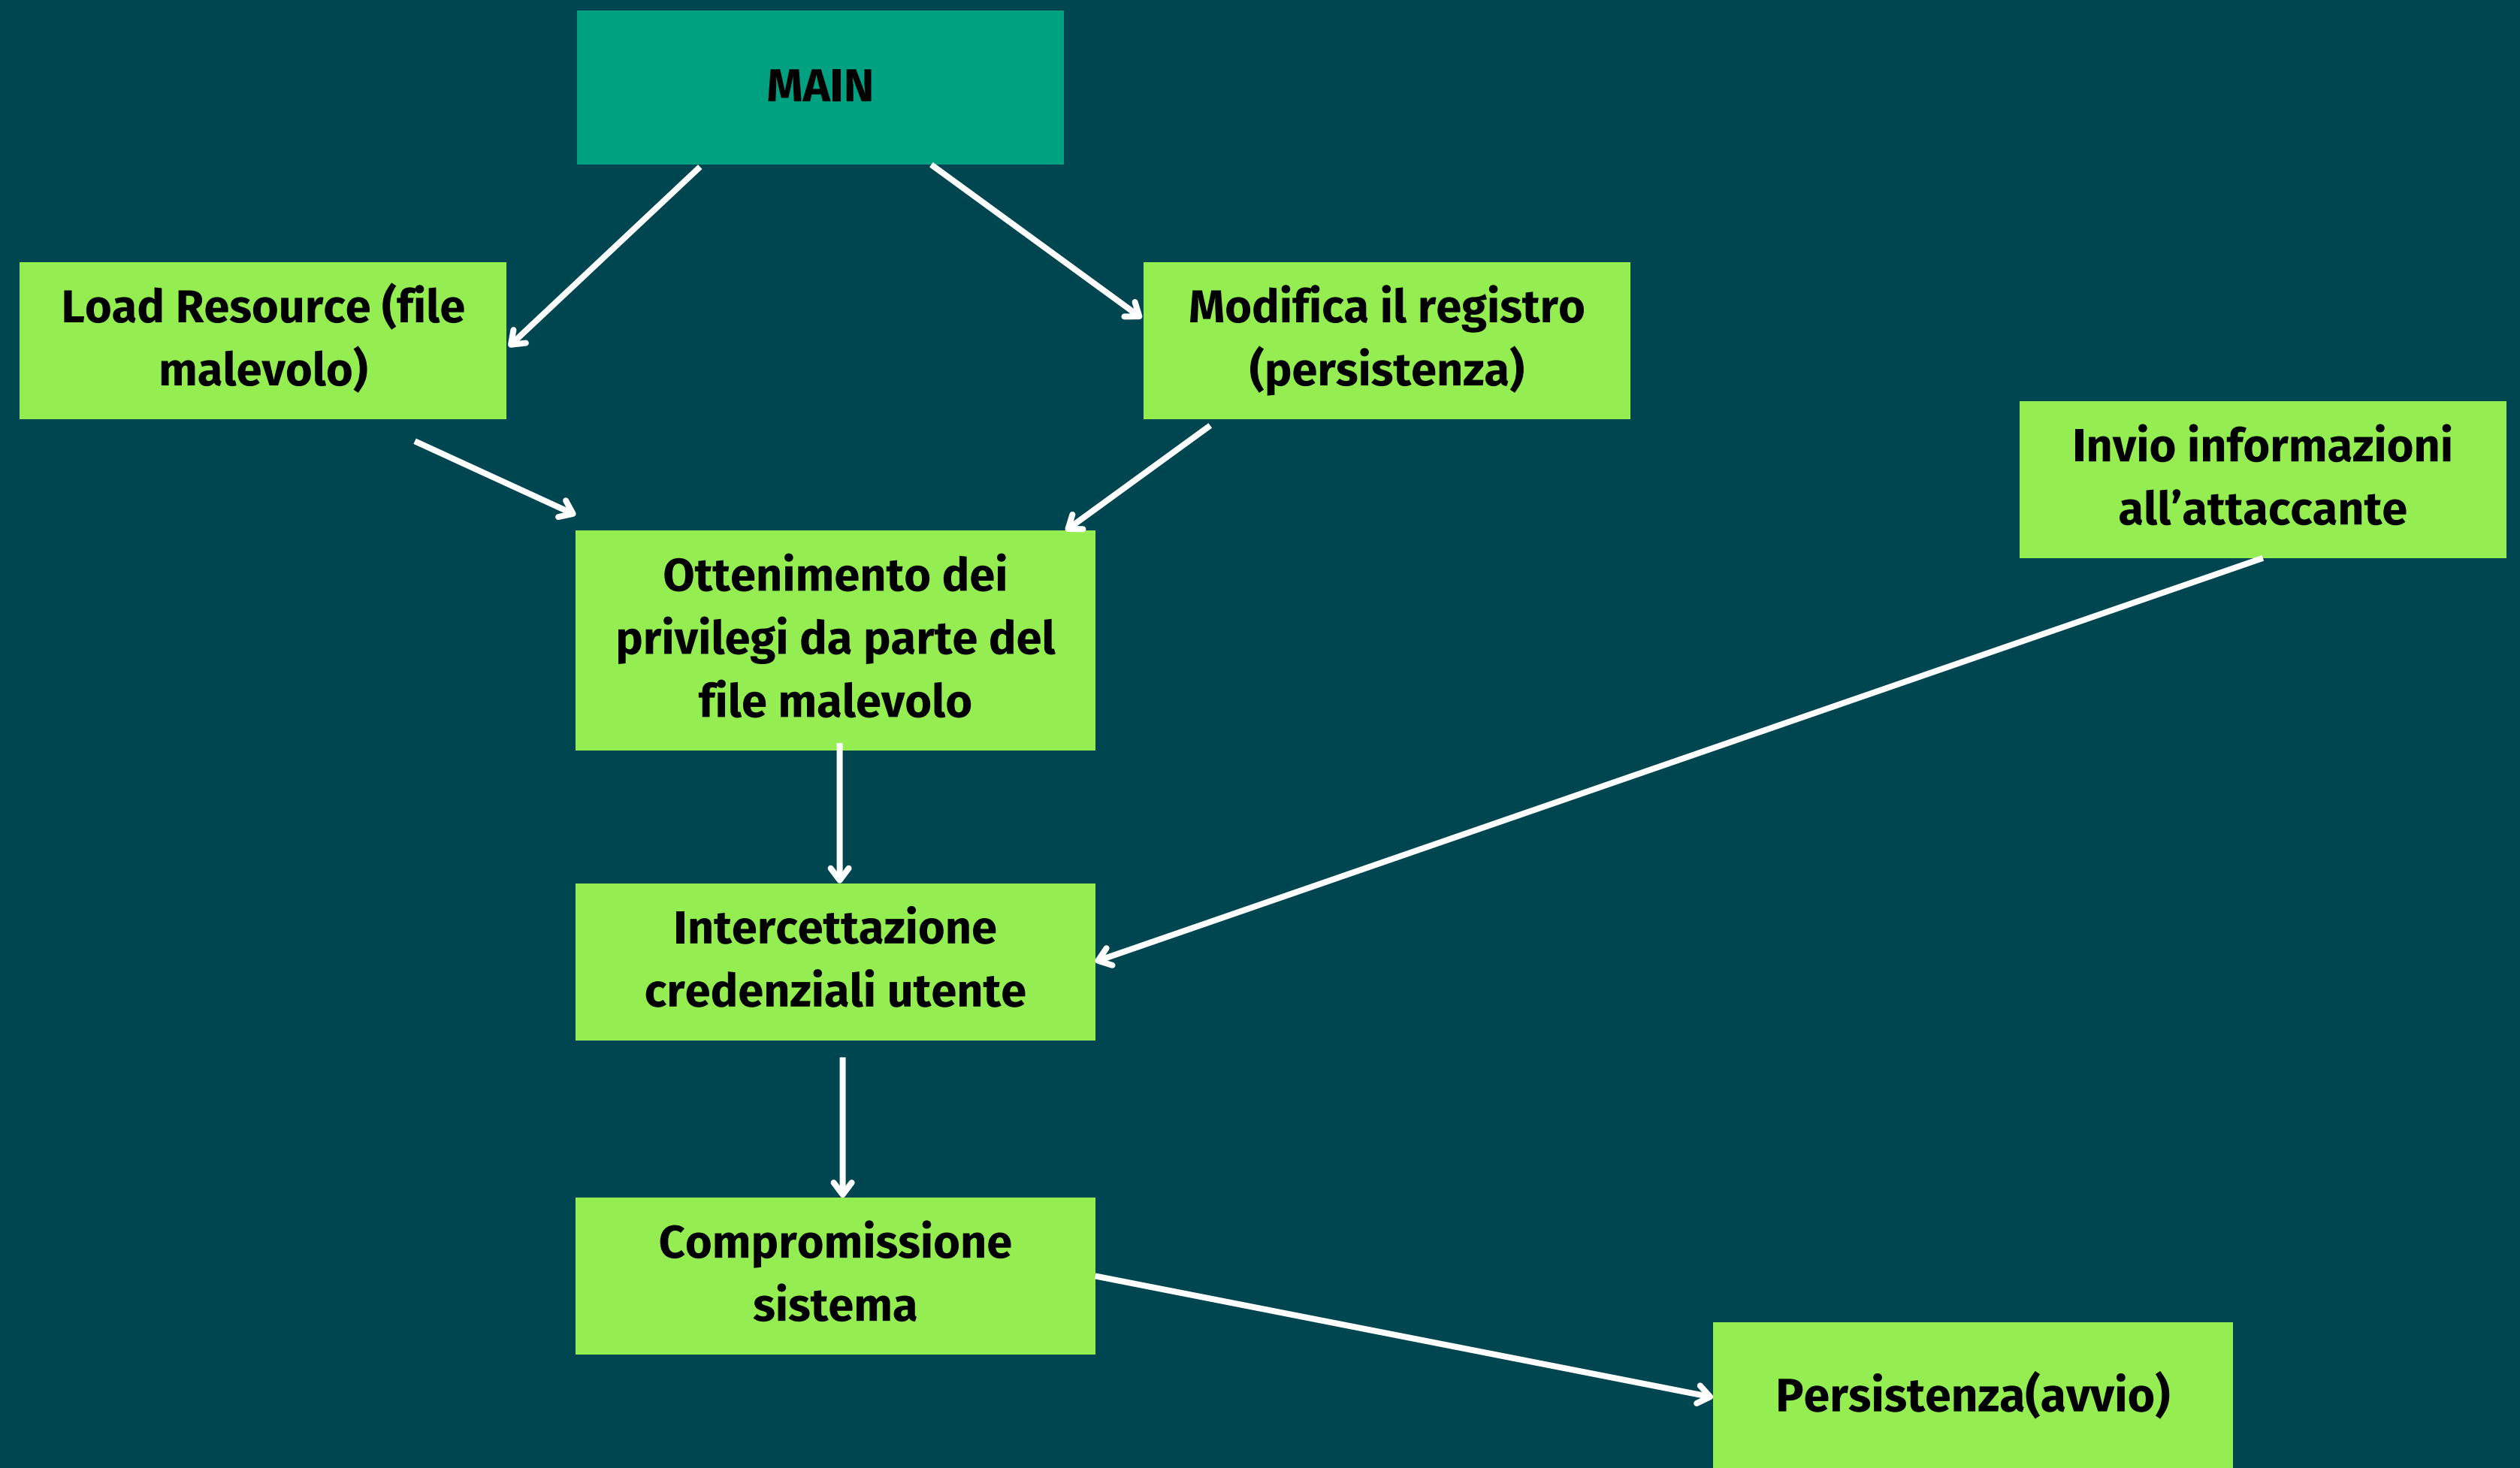 MAIN
Load Resource (file
malevolo)
Modifica il registro
(persistenza)
Invio informazioni
all’attaccante
Ottenimento dei
privilegi da parte del
file malevolo
Intercettazione
credenziali utente
Compromissione
sistema
Persistenza(avvio)